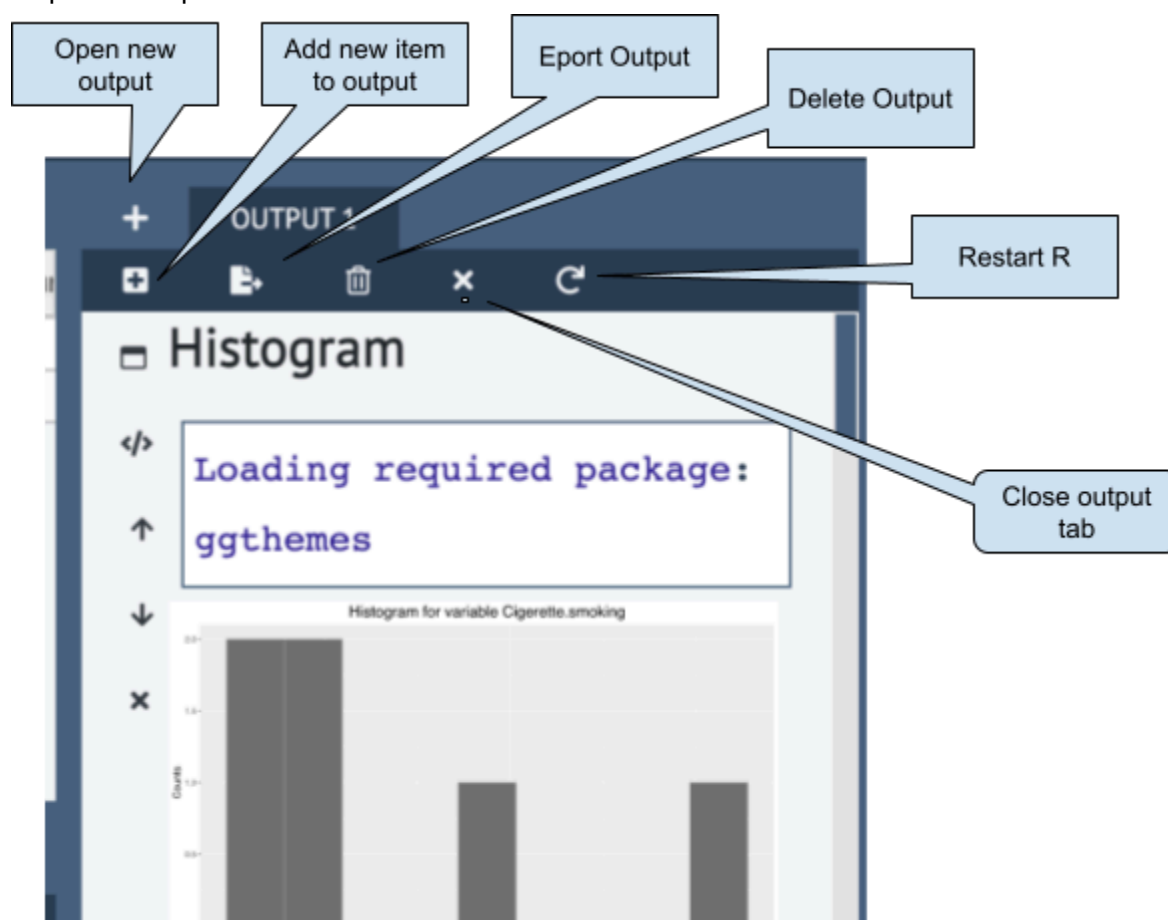 Open new
output
Add new item
to output
Eport Output
Delete Output
OUTPUT 1
Restart R
Histogram
</>
Loading required package:
ggthemes
Close output
tab
Histogram for variable Cigerette.smoking
Counts